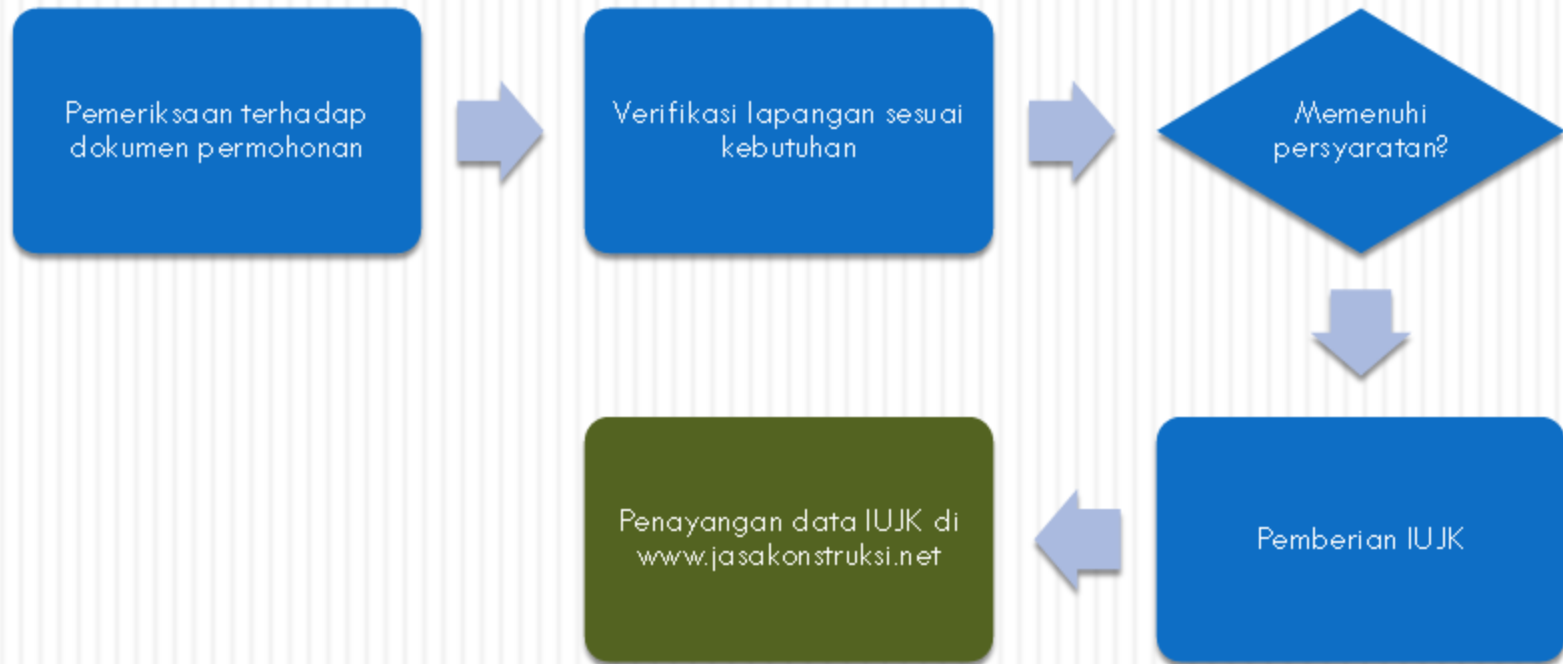 Pemeriksaan terhadap
dokumen permohonan
Verifikasi lapangan sesuai
kebutuhan
Memenuhi
persyaratan?
Penayangan data IUJK di
www.jasakonstruksi.net
Pemberian IUJK